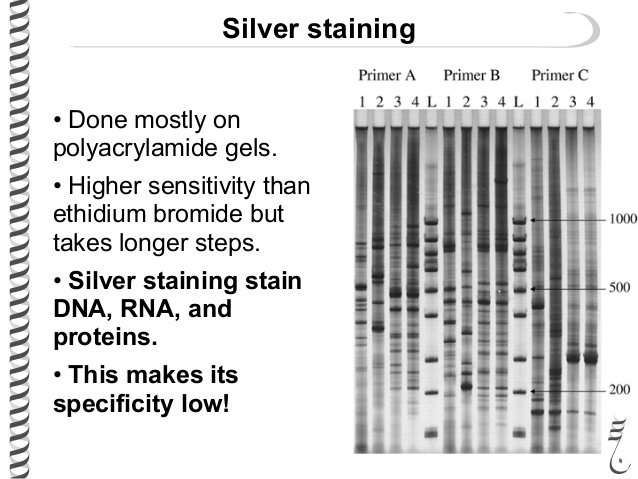 Silver staining
• Done mostly on
polyacrylamide gels.
• Higher sensitivity than
ethidium bromide but
takes longer steps.
• Silver staining stain
DNA, RNA, and
proteins.
• This makes its
specificity low!
Primer A Primer B Primer C
1 2 3 4 L 1 2 3 4 L 1 2 3 4
1000
500
200